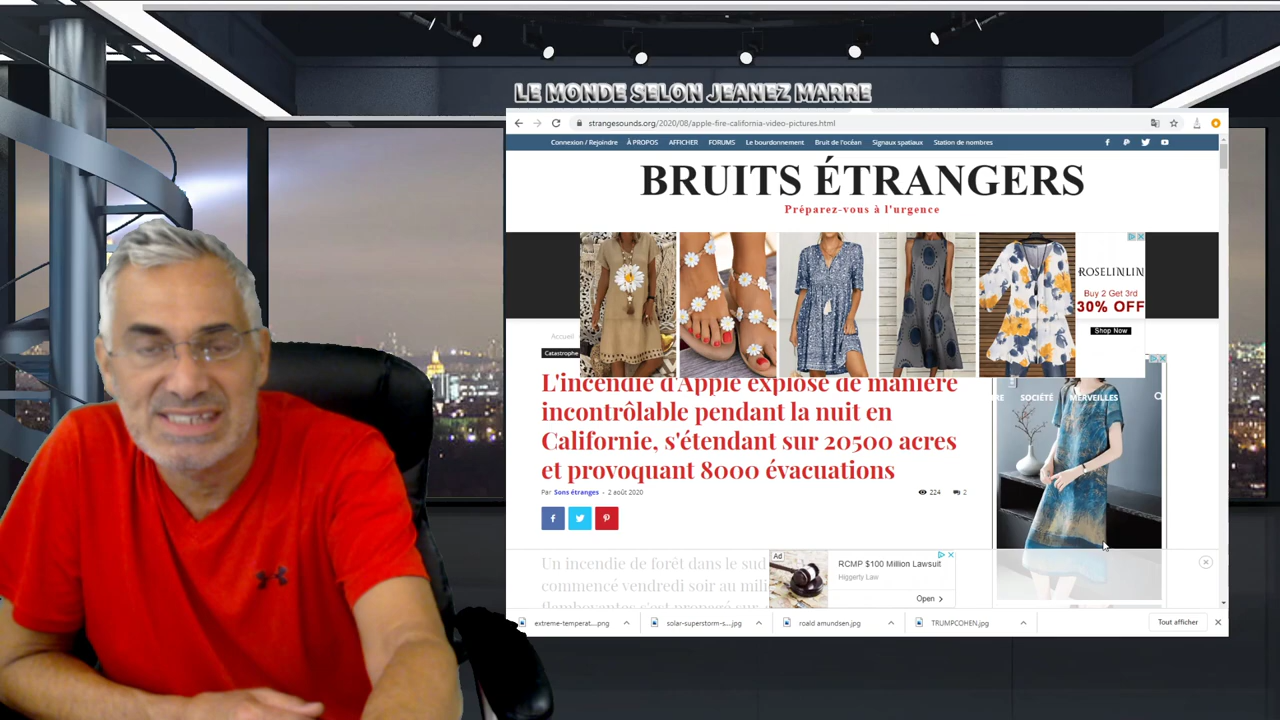 LE MONDE SELON JEANEZ MARRE
strangesounds.org/2020/08/apple-fire-california-video-pictures.html
Connexion / Rejoindre À PROPOS AFFICHER FORUMS Le bourdonnement Bruit de l'océan Signaux spatiaux Station de nombres
BRUITS ÉTRANGERS
Préparez-vous à l'urgence
ROSELINLIN
Buy 2 Get 3rd
30% OFF
Shop Now
Accueil
Catastrophe
L'incendie d'Apple explose de manière
incontrôlable pendant la nuit en
Californie, s'étendant sur 20500 acres
et provoquant 8000 évacuations
SOCIÉTÉ MERVEILLES
Par Sons étranges - 2 août 2020 224 2
Un incendie de forêt dans le sud
commencé vendredi soir au mili
Ad
RCMP $100 Million Lawsuit
Higgerty Law
Open
extreme-temperat....png solar-superstorm-s....jpg roald amundsen.jpg TRUMPCOHEN.jpg Tout afficher